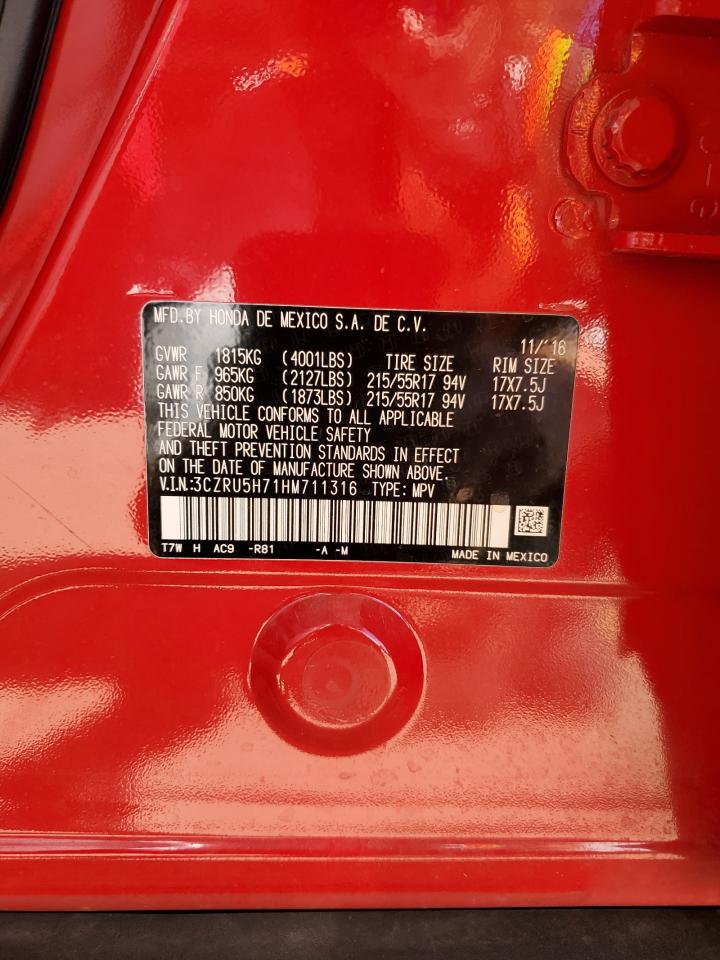 MFD.BY HONDA DE MEXICO S.A. DE C.V.
11/'16
GVWR 1815KG (4001LBS) TIRE SIZE RIM SIZE
GAWR F 965KG (2127LBS) 215/55R17 94V 17X7.5J
GAWR R 850KG (1873LBS) 215/55R17 94V 17X7.5J
THIS VEHICLE CONFORMS TO ALL APPLICABLE
FEDERAL MOTOR VEHICLE SAFETY
AND THEFT PREVENTION STANDARDS IN EFFECT
ON THE DATE OF MANUFACTURE SHOWN ABOVE.
V.I.N.:3CZRU5H71HM711316 TYPE: MPV
T7W H AC9 -R81 -A -M MADE IN MEXICO